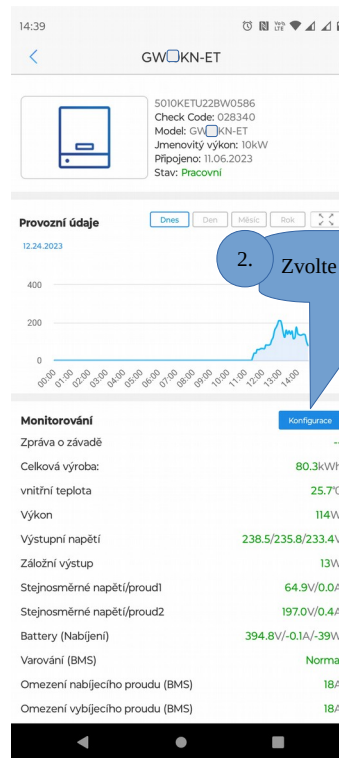 14:39
VoYs LTE
GW KN-ET
5010KETU22BW0586
Check Code: 028340
Model: GW KN-ET
Jmenovitý výkon: 10kW
Připojeno: 11.06.2023
Stav: Pracovní
Provozní údaje
Dnes Den Měsíc Rok
12.24.2023
2. Zvolte
400
200
0
00:00 01:00 02:00 03:00 04:00 05:00 06:00 07:00 08:00 09:00 10:00 11:00 12:00 13:00 14:00
Monitorování Konfigurace
Zpráva o závadě --
Celková výroba: 80.3kWh
vnitřní teplota 25.7°C
Výkon 114W
Výstupní napětí 238.5/235.8/233.4V
Záložní výstup 13W
Stejnosměrné napětí/proud1 64.9V/0.0A
Stejnosměrné napětí/proud2 197.0V/0.4A
Battery (Nabíjení) 394.8V/-0.1A/-39W
Varování (BMS) Norma
Omezení nabíjecího proudu (BMS) 18A
Omezení vybíjecího proudu (BMS) 18A